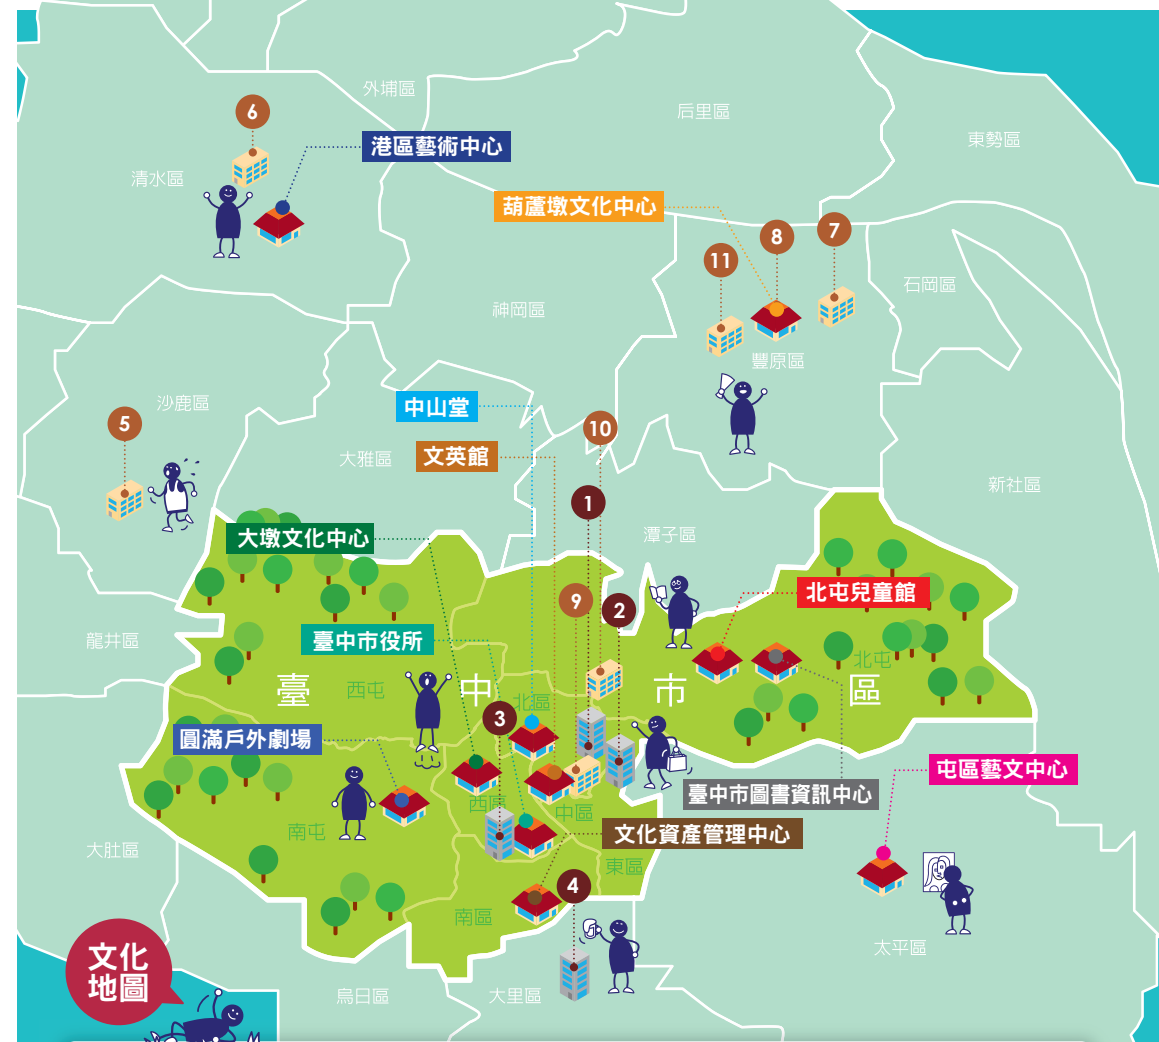 外埔區
后里區
東勢區
6
港區藝術中心
清水區
葫蘆墩文化中心
7
8
11
石岡區
神岡區
豐原區
沙鹿區
中山堂
5
10
文英館
大雅區
新社區
1
大墩文化中心
潭子區
北屯兒童館
9
2
臺中市役所
龍井區
北屯
臺
中
市
區
西屯
北區
3
圓滿戶外劇場
屯區藝文中心
臺中市圖書資訊中心
西區
中區
南屯
文化資產管理中心
大肚區
東區
4
南區
太平區
文化
地圖
烏日區
大里區